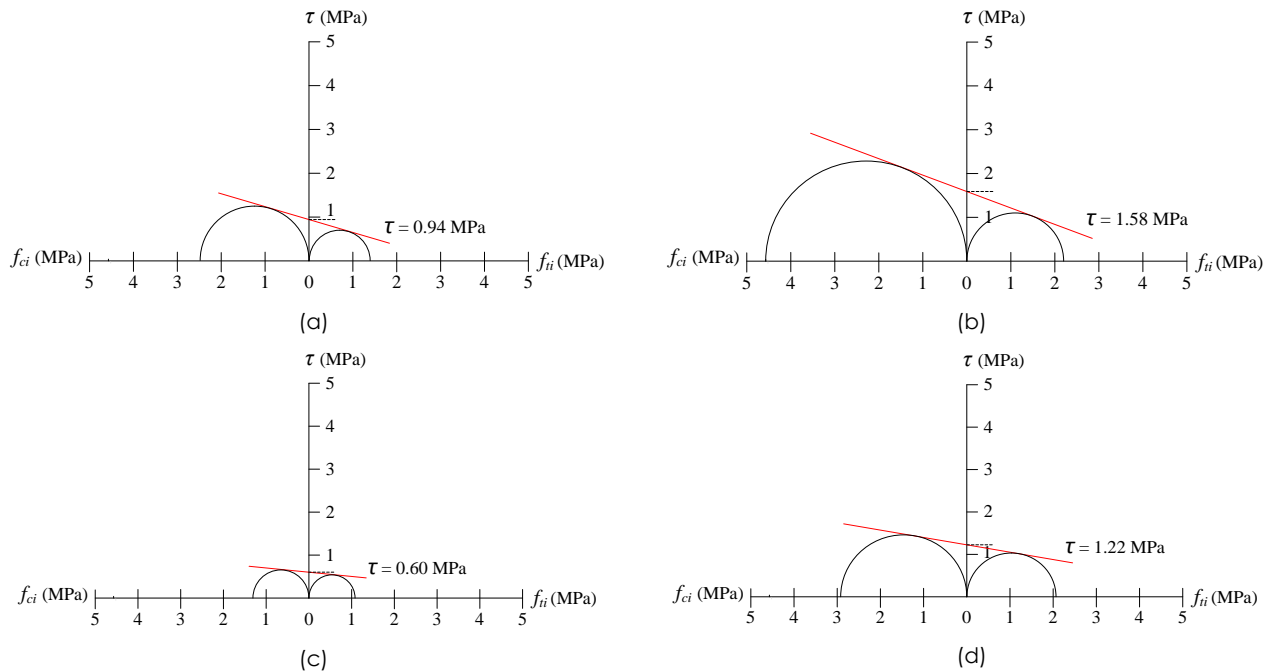 τ (MPa)
5
4
3
2
1
τ = 0.94 MPa
f_ci (MPa)
f_ti (MPa)
5 4 3 2 1 0 1 2 3 4 5
(a)
τ (MPa)
5
4
3
2
1
τ = 1.58 MPa
f_ci (MPa)
f_ti (MPa)
5 4 3 2 1 0 1 2 3 4 5
(b)
τ (MPa)
5
4
3
2
1
τ = 0.60 MPa
f_ci (MPa)
f_ti (MPa)
5 4 3 2 1 0 1 2 3 4 5
(c)
τ (MPa)
5
4
3
2
1
τ = 1.22 MPa
f_ci (MPa)
f_ti (MPa)
5 4 3 2 1 0 1 2 3 4 5
(d)